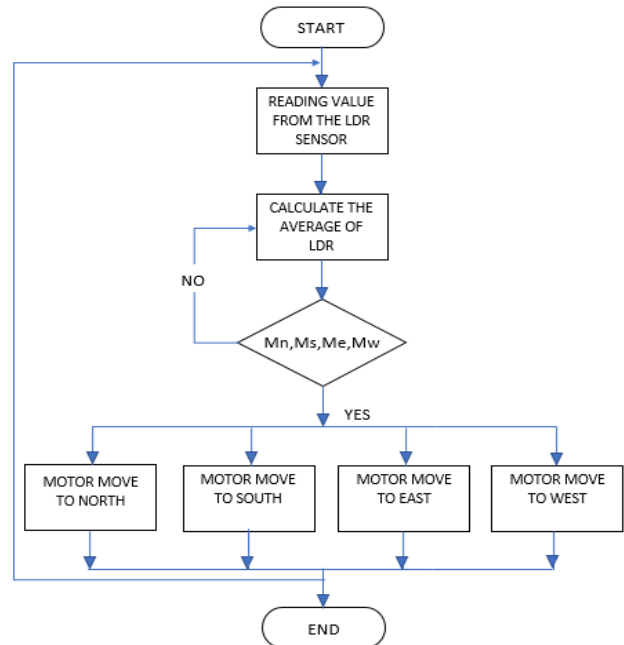 START
READING VALUE
FROM THE LDR
SENSOR
CALCULATE THE
AVERAGE OF
LDR
NO
Mn,Ms,Me,Mw
YES
MOTOR MOVE
TO NORTH
MOTOR MOVE
TO SOUTH
MOTOR MOVE
TO EAST
MOTOR MOVE
TO WEST
END